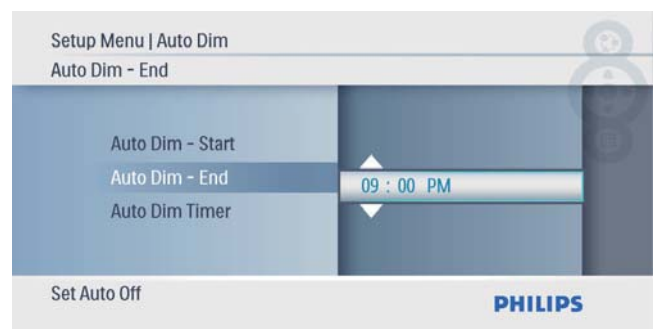 Setup Menu | Auto Dim
Auto Dim - End
Auto Dim - Start
Auto Dim - End
09 : 00 PM
Auto Dim Timer
Set Auto Off
PHILIPS